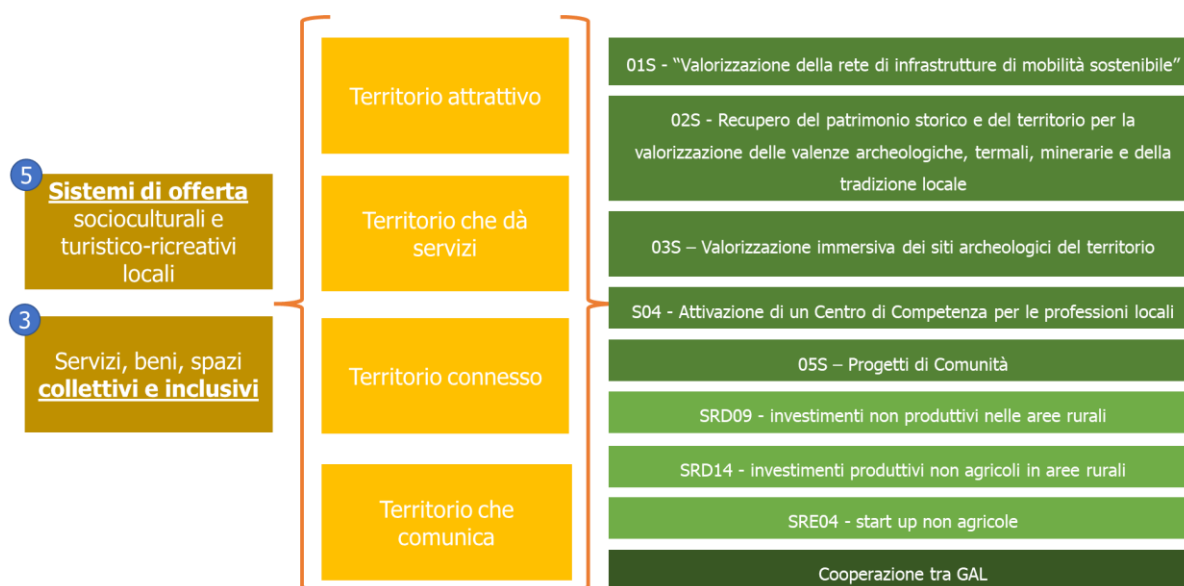 5
Sistemi di offerta
socioculturali e
turistico-ricreativi
locali
3
Servizi, beni, spazi
collettivi e inclusivi
Territorio attrattivo
Territorio che dà
servizi
Territorio connesso
Territorio che
comunica
01S - “Valorizzazione della rete di infrastrutture di mobilità sostenibile”
02S - Recupero del patrimonio storico e del territorio per la
valorizzazione delle valenze archeologiche, termali, minerarie e della
tradizione locale
03S – Valorizzazione immersiva dei siti archeologici del territorio
S04 - Attivazione di un Centro di Competenza per le professioni locali
05S – Progetti di Comunità
SRD09 - investimenti non produttivi nelle aree rurali
SRD14 - investimenti produttivi non agricoli in aree rurali
SRE04 - start up non agricole
Cooperazione tra GAL